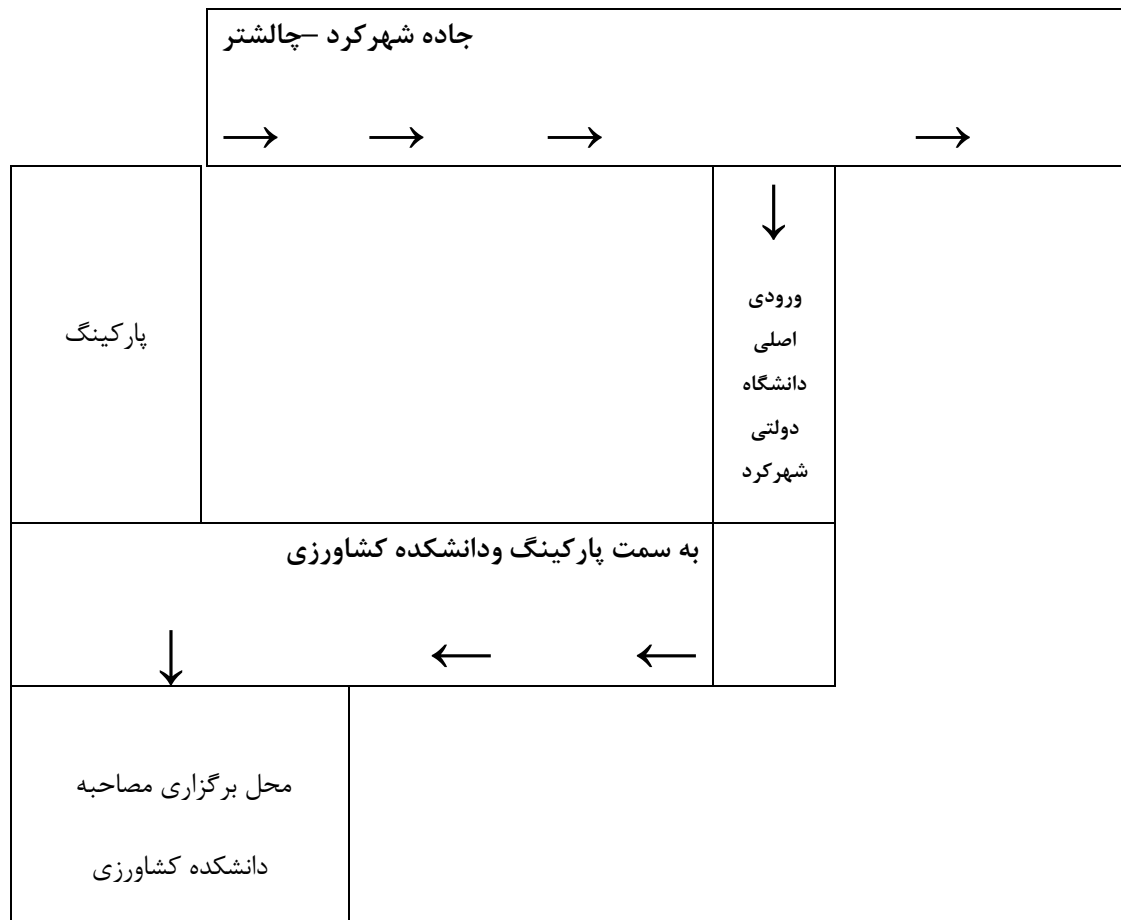 جاده شهرکرد –چالشتر
ورودی
اصلی
دانشگاه
دولتی
شهرکرد
پارکینگ
به سمت پارکینگ ودانشکده کشاورزی
محل برگزاری مصاحبه
دانشکده کشاورزی